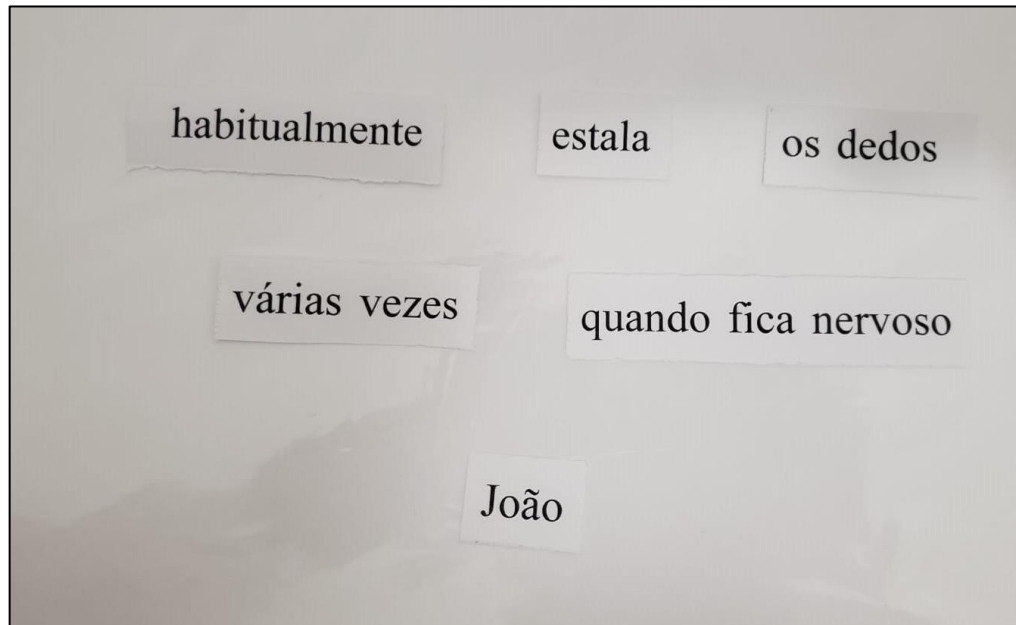 habitualmente estala os dedos
várias vezes quando fica nervoso
João